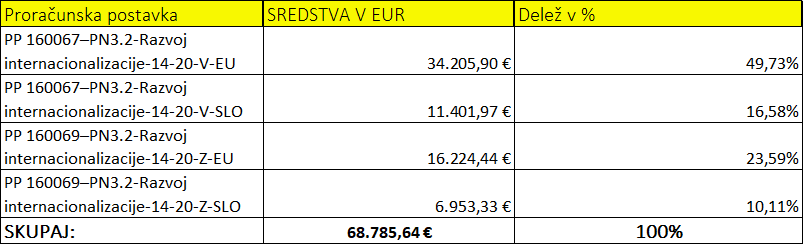 Proračunska postavka SREDSTVA V EUR Delež v %
PP 160067–PN3.2-Razvoj
internacionalizacije-14-20-V-EU 34.205,90 € 49,73%
PP 160067–PN3.2-Razvoj
internacionalizacije-14-20-V-SLO 11.401,97 € 16,58%
PP 160069–PN3.2-Razvoj
internacionalizacije-14-20-Z-EU 16.224,44 € 23,59%
PP 160069–PN3.2-Razvoj
internacionalizacije-14-20-Z-SLO 6.953,33 € 10,11%
SKUPAJ: 68.785,64 € 100%